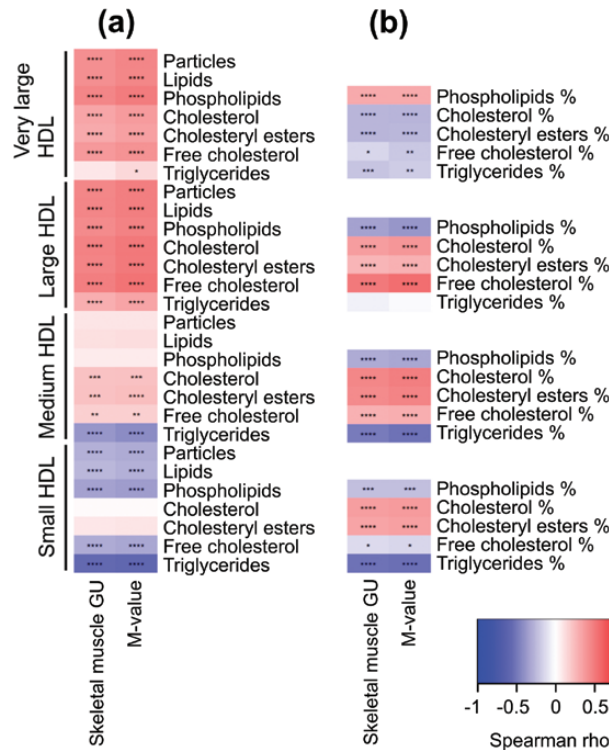 (a)
(b)
Very large HDL
**** **** Particles
**** **** Lipids
**** **** Phospholipids
**** **** Cholesterol
**** **** Cholesteryl esters
**** **** Free cholesterol
* Triglycerides
Large HDL
**** **** Particles
**** **** Lipids
**** **** Phospholipids
**** **** Cholesterol
**** **** Cholesteryl esters
**** **** Free cholesterol
**** **** Triglycerides
Medium HDL
Particles
Lipids
Phospholipids
*** *** Cholesterol
*** **** Cholesteryl esters
** ** Free cholesterol
**** **** Triglycerides
Small HDL
**** **** Particles
**** **** Lipids
**** **** Phospholipids
Cholesterol
Cholesteryl esters
**** **** Free cholesterol
**** **** Triglycerides
Skeletal muscle GU
M-value
**** **** Phospholipids %
**** **** Cholesterol %
**** **** Cholesteryl esters %
* ** Free cholesterol %
*** ** Triglycerides %
**** **** Phospholipids %
**** **** Cholesterol %
**** **** Cholesteryl esters %
**** **** Free cholesterol %
Triglycerides %
**** **** Phospholipids %
**** **** Cholesterol %
**** **** Cholesteryl esters %
**** **** Free cholesterol %
**** **** Triglycerides %
*** *** Phospholipids %
**** **** Cholesterol %
**** **** Cholesteryl esters %
* * Free cholesterol %
**** **** Triglycerides %
Skeletal muscle GU
M-value
-1 -0.5 0 0.5
Spearman rho